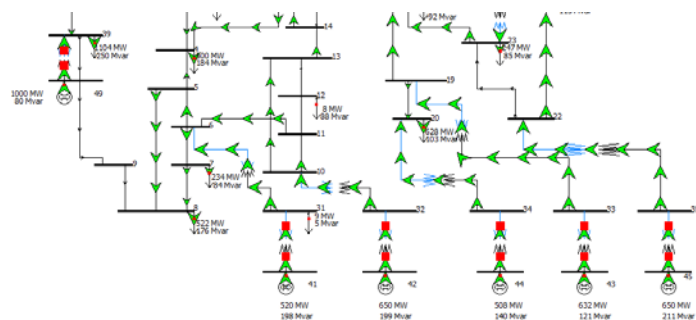 92 Mvar
14
39
104 MW
250 Mvar
500 MW
184 Mvar
23
247 MW
85 Mvar
13
19
1000 MW
80 Mvar
49
5
12
8 MW
88 Mvar
20
628 MW
103 Mvar
22
6
11
9
7
10
234 MW
84 Mvar
8
522 MW
176 Mvar
31
9 MW
5 Mvar
32
34
33
41
42
44
43
45
520 MW
198 Mvar
650 MW
199 Mvar
508 MW
140 Mvar
632 MW
121 Mvar
650 MW
211 Mvar